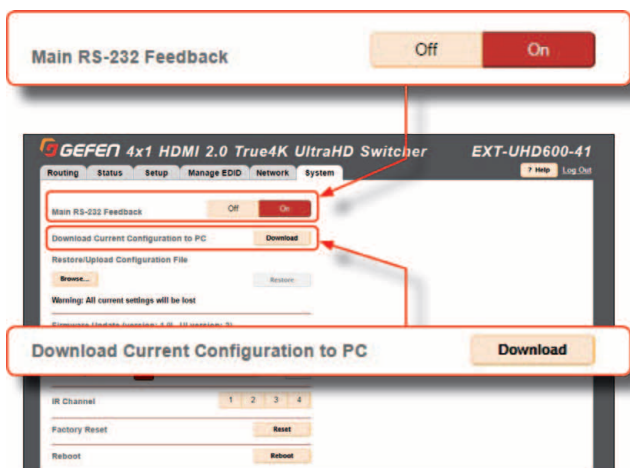 Main RS-232 Feedback Off On
GEFEN 4x1 HDMI 2.0 True4K UltraHD Switcher EXT-UHD600-41
Routing Status Setup Manage EDID Network System ? Help Log Out
Main RS-232 Feedback Off On
Download Current Configuration to PC Download
Restore/Upload Configuration File
Browse... Restore
Warning: All current settings will be lost
Download Current Configuration to PC Download
IR Channel 1 2 3 4
Factory Reset Reset
Reboot Reboot